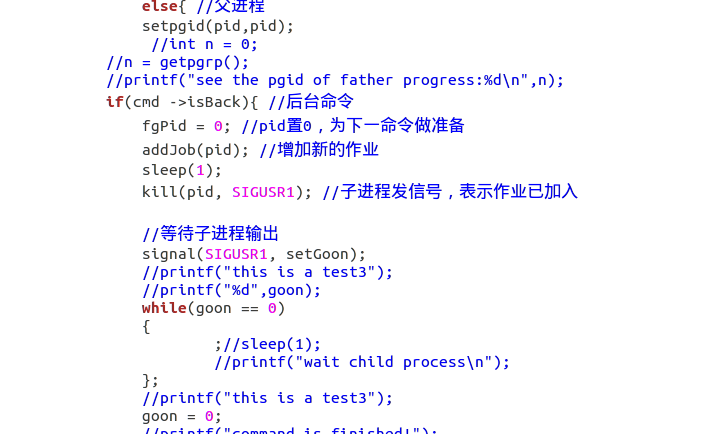 else{ //父进程
setpgid(pid,pid);
//int n = 0;
//n = getpgrp();
//printf("see the pgid of father progress:%d\n",n);
if(cmd ->isBack){ //后台命令
fgPid = 0; //pid置0，为下一命令做准备
addJob(pid); //增加新的作业
sleep(1);
kill(pid, SIGUSR1); //子进程发信号，表示作业已加入
//等待子进程输出
signal(SIGUSR1, setGoon);
//printf("this is a test3");
//printf("%d",goon);
while(goon == 0)
{
;//sleep(1);
//printf("wait child process\n");
};
//printf("this is a test3");
goon = 0;
//printf("command is finished!");